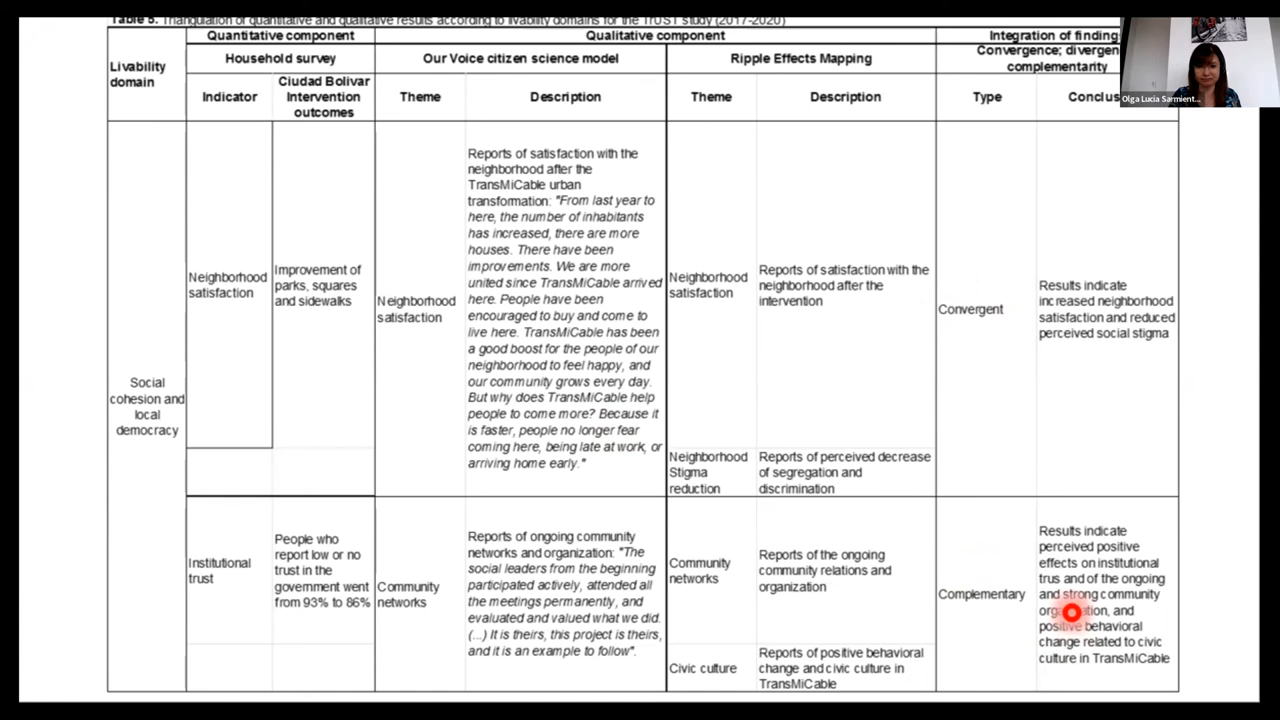 Table 5. Triangulation of quantitative and qualitative results according to livability domains for the TrUST study (2017-2020)
Quantitative component
Qualitative component
Integration of finding
Livability
domain
Household survey
Our Voice citizen science model
Ripple Effects Mapping
Convergence; divergen
complementarity
Indicator
Ciudad Bolivar
Intervention
outcomes
Theme
Description
Theme
Description
Type
Conclus
Olga Lucia Sarmient...
Social
cohesion and
local
democracy
Neighborhood
satisfaction
Improvement of
parks, squares
and sidewalks
Neighborhood
satisfaction
Reports of satisfaction with the
neighborhood after the
TransMiCable urban
transformation: "From last year to
here, the number of inhabitants
has increased, there are more
houses. There have been
improvements. We are more
united since TransMiCable arrived
here. People have been
encouraged to buy and come to
live here. TransMiCable has been
a good boost for the people of our
neighborhood to feel happy, and
our community grows every day.
But why does TransMiCable help
people to come more? Because it
is faster, people no longer fear
coming here, being late at work, or
arriving home early."
Neighborhood
satisfaction
Reports of satisfaction with the
neighborhood after the
intervention
Neighborhood
Stigma
reduction
Reports of perceived decrease
of segregation and
discrimination
Convergent
Results indicate
increased neighborhood
satisfaction and reduced
perceived social stigma
Institutional
trust
People who
report low or no
trust in the
government went
from 93% to 86%
Community
networks
Reports of ongoing community
networks and organization: "The
social leaders from the beginning
participated actively, attended all
the meetings permanently, and
evaluated and valued what we did.
(...) It is theirs, this project is theirs,
and it is an example to follow".
Community
networks
Reports of the ongoing
community relations and
organization
Civic culture
Reports of positive behavioral
change and civic culture in
TransMiCable
Complementary
Results indicate
perceived positive
effects on institutional
trus and of the ongoing
and strong community
and
positive behavioral
change related to civic
culture in TransMiCable